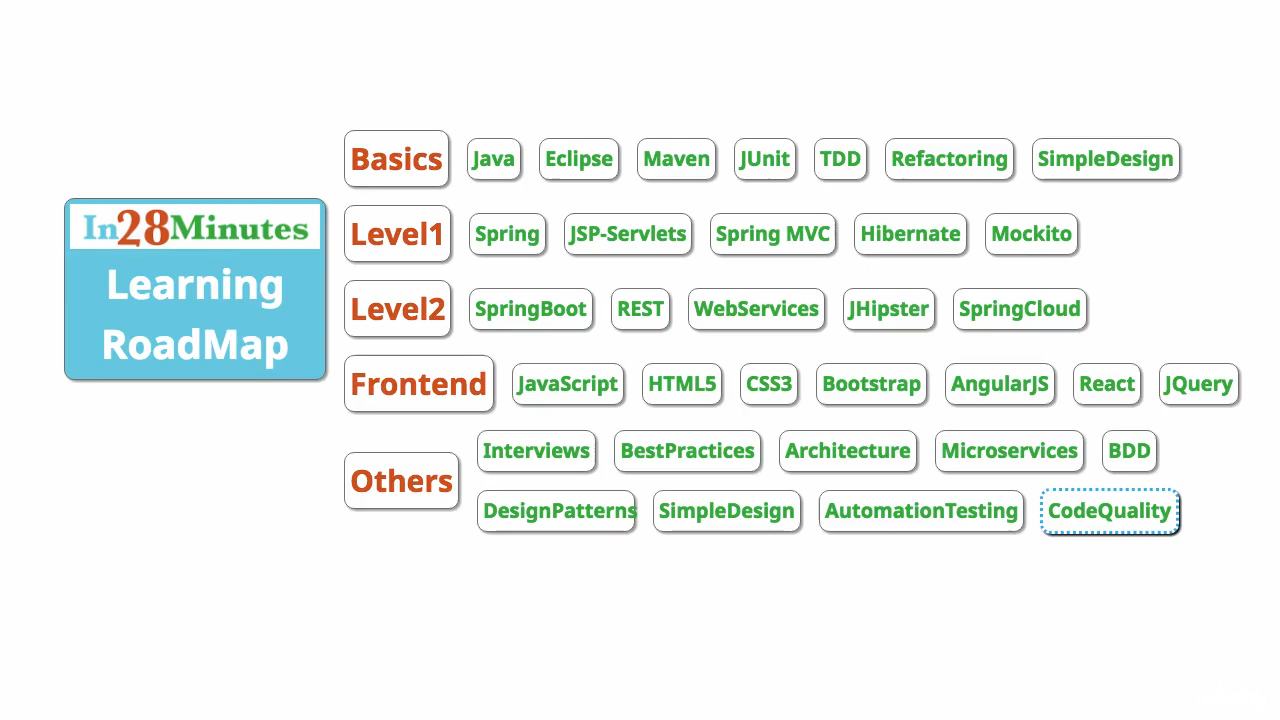 In28Minutes
Learning
RoadMap
Basics Java Eclipse Maven JUnit TDD Refactoring SimpleDesign
Level1 Spring JSP-Servlets Spring MVC Hibernate Mockito
Level2 SpringBoot REST WebServices JHipster SpringCloud
Frontend JavaScript HTML5 CSS3 Bootstrap AngularJS React JQuery
Others
Interviews BestPractices Architecture Microservices BDD
DesignPatterns SimpleDesign AutomationTesting CodeQuality